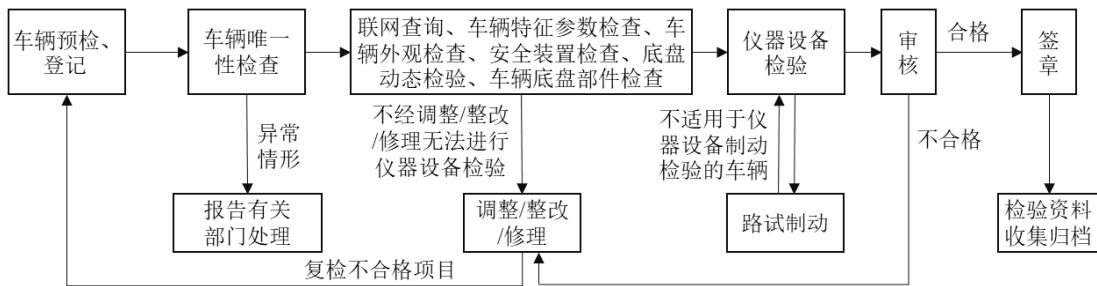 车辆预检、
登记
车辆唯一
性检查
联网查询、车辆特征参数检查、车
辆外观检查、安全装置检查、底盘
动态检验、车辆底盘部件检查
仪器设备
检验
审
核
合格
签
章
异常
情形
不经调整/整改
/修理无法进行
仪器设备检验
不适用于仪
器设备制动
检验的车辆
不合格
报告有关
部门处理
调整/整改
/修理
路试制动
检验资料
收集归档
复检不合格项目